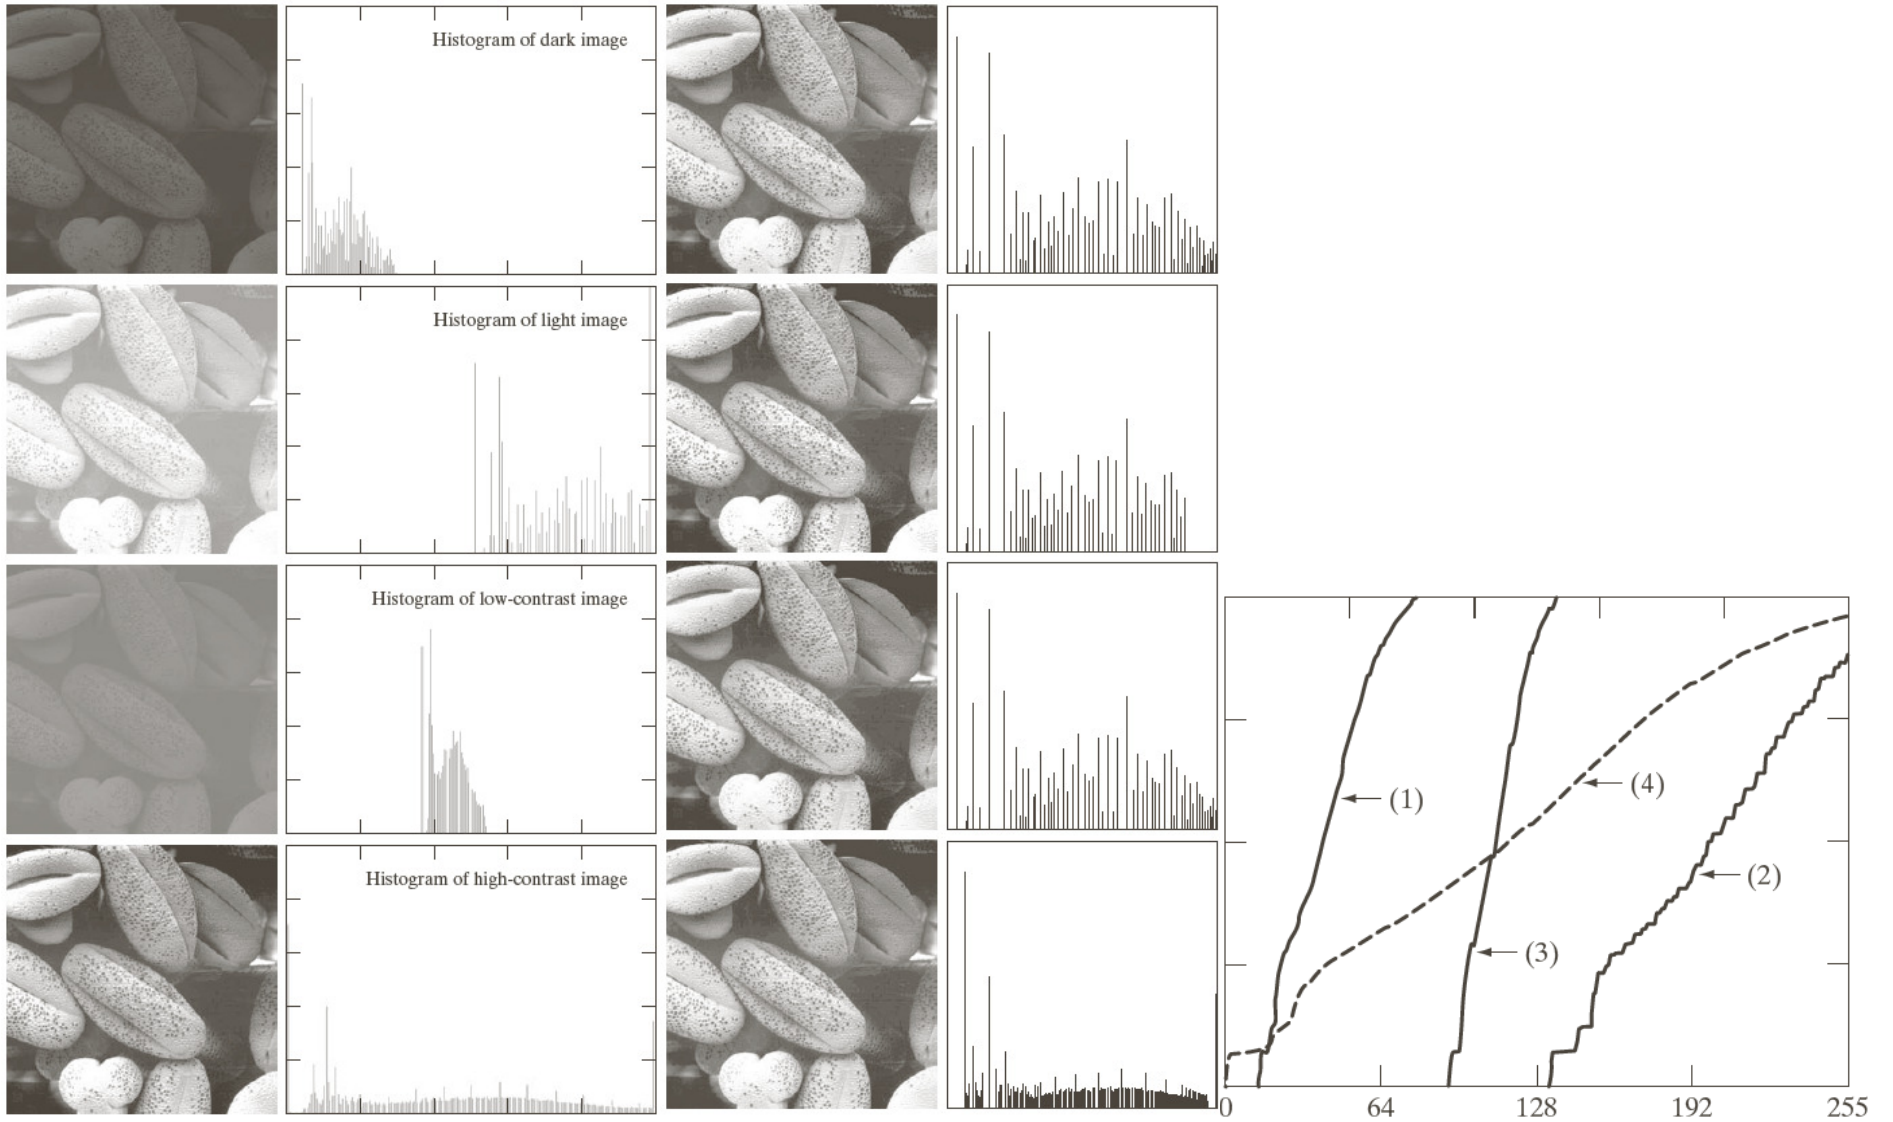 Histogram of dark image
Histogram of light image
Histogram of low-contrast image
Histogram of high-contrast image
(1)
(4)
(2)
(3)
0 64 128 192 255